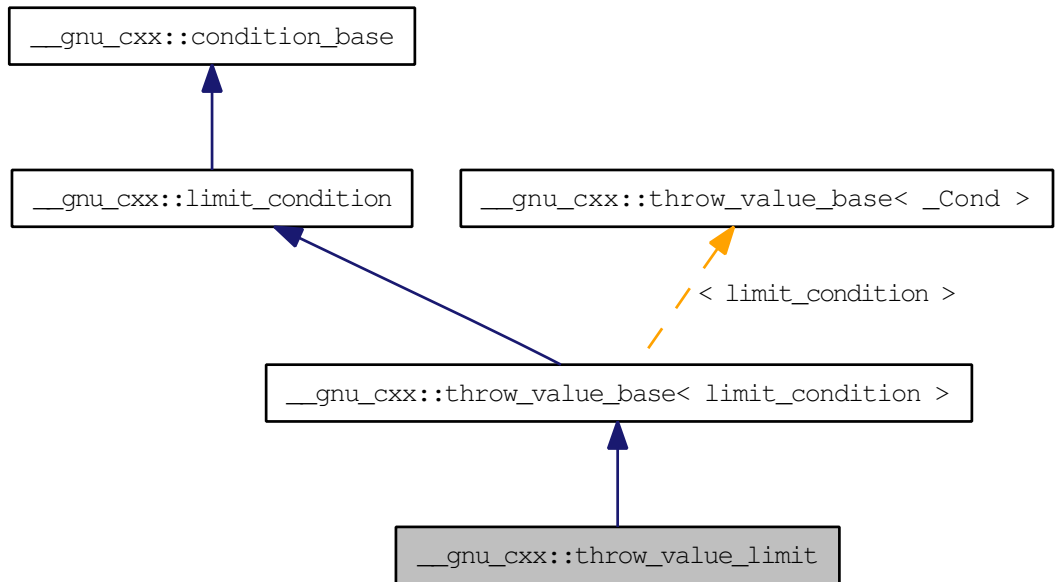 __gnu_cxx::condition_base
__gnu_cxx::limit_condition
__gnu_cxx::throw_value_base< _Cond >
< limit_condition >
__gnu_cxx::throw_value_base< limit_condition >
__gnu_cxx::throw_value_limit